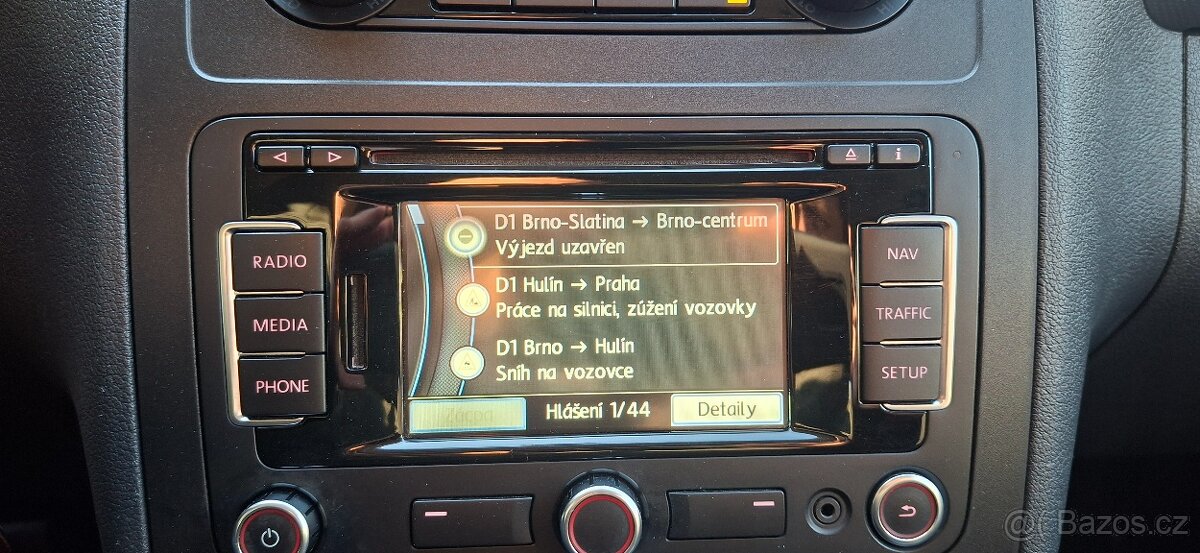 D1 Brno-Slatina → Brno-centrum
Výjezd uzavřen
D1 Hulín → Praha
Práce na silnici, zúžení vozovky
D1 Brno → Hulín
Sníh na vozovce
Zácpa
Hlášení 1/44
Detaily
RADIO
MEDIA
PHONE
NAV
TRAFFIC
SETUP
i
Bazos.cz